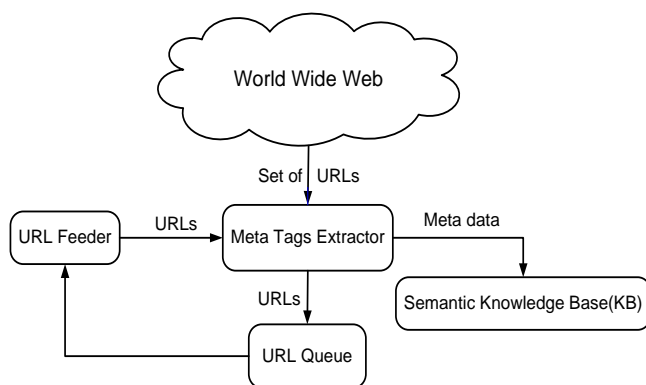 World Wide Web
Set of URLs
URLs
Meta data
URL Feeder
Meta Tags Extractor
Semantic Knowledge Base(KB)
URLs
URL Queue